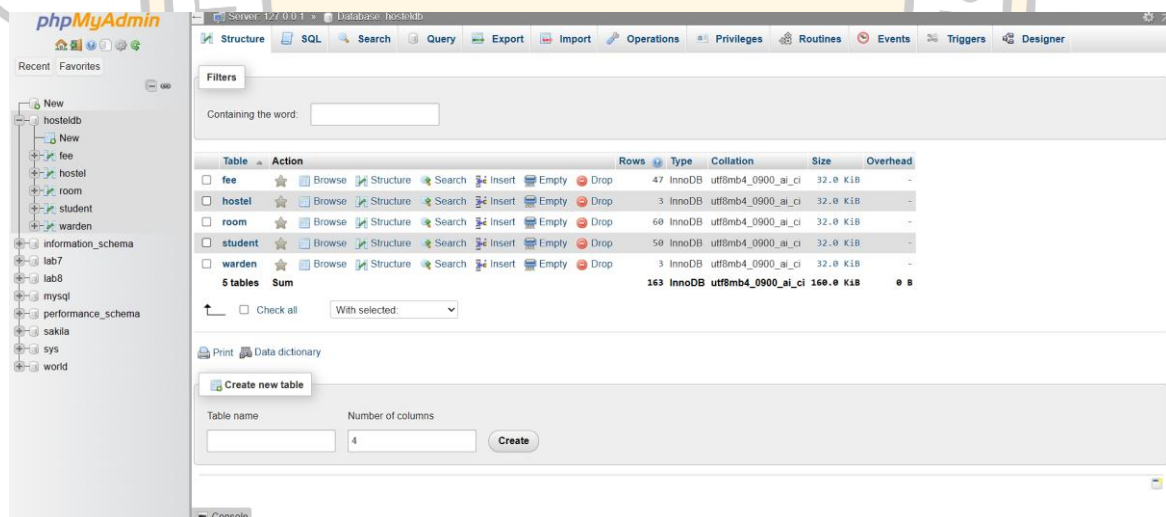 phpMyAdmin
Recent Favorites
New
hosteldb
New
fee
hostel
room
student
warden
information_schema
lab7
lab8
mysql
performance_schema
sakila
sys
world
Server: 127.0.0.1 » Database: hosteldb
Structure SQL Search Query Export Import Operations Privileges Routines Events Triggers Designer
Filters
Containing the word:
Table Action Rows Type Collation Size Overhead
fee Browse Structure Search Insert Empty Drop 47 InnoDB utf8mb4_0900_ai_ci 32.0 KiB -
hostel Browse Structure Search Insert Empty Drop 3 InnoDB utf8mb4_0900_ai_ci 32.0 KiB -
room Browse Structure Search Insert Empty Drop 60 InnoDB utf8mb4_0900_ai_ci 32.0 KiB -
student Browse Structure Search Insert Empty Drop 50 InnoDB utf8mb4_0900_ai_ci 32.0 KiB -
warden Browse Structure Search Insert Empty Drop 3 InnoDB utf8mb4_0900_ai_ci 32.0 KiB -
5 tables Sum 163 InnoDB utf8mb4_0900_ai_ci 160.0 KiB 0 B
Check all With selected:
Print Data dictionary
Create new table
Table name Number of columns
4 Create
Console